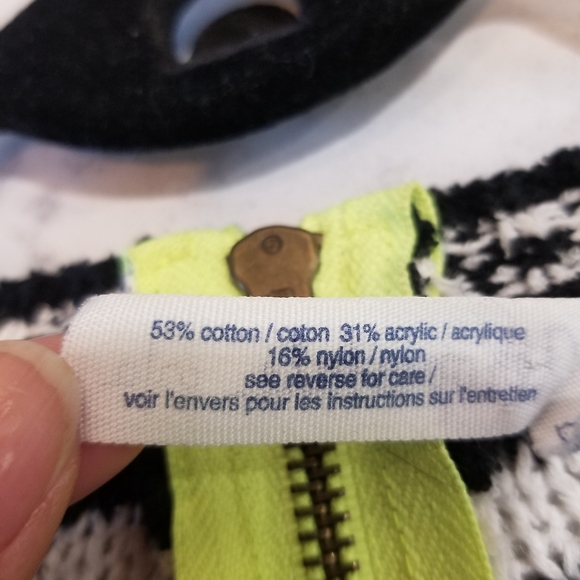 53% cotton / coton 31% acrylic / acrylique
16% nylon / nylon
see reverse for care /
voir l'envers pour les instructions sur l'entretien